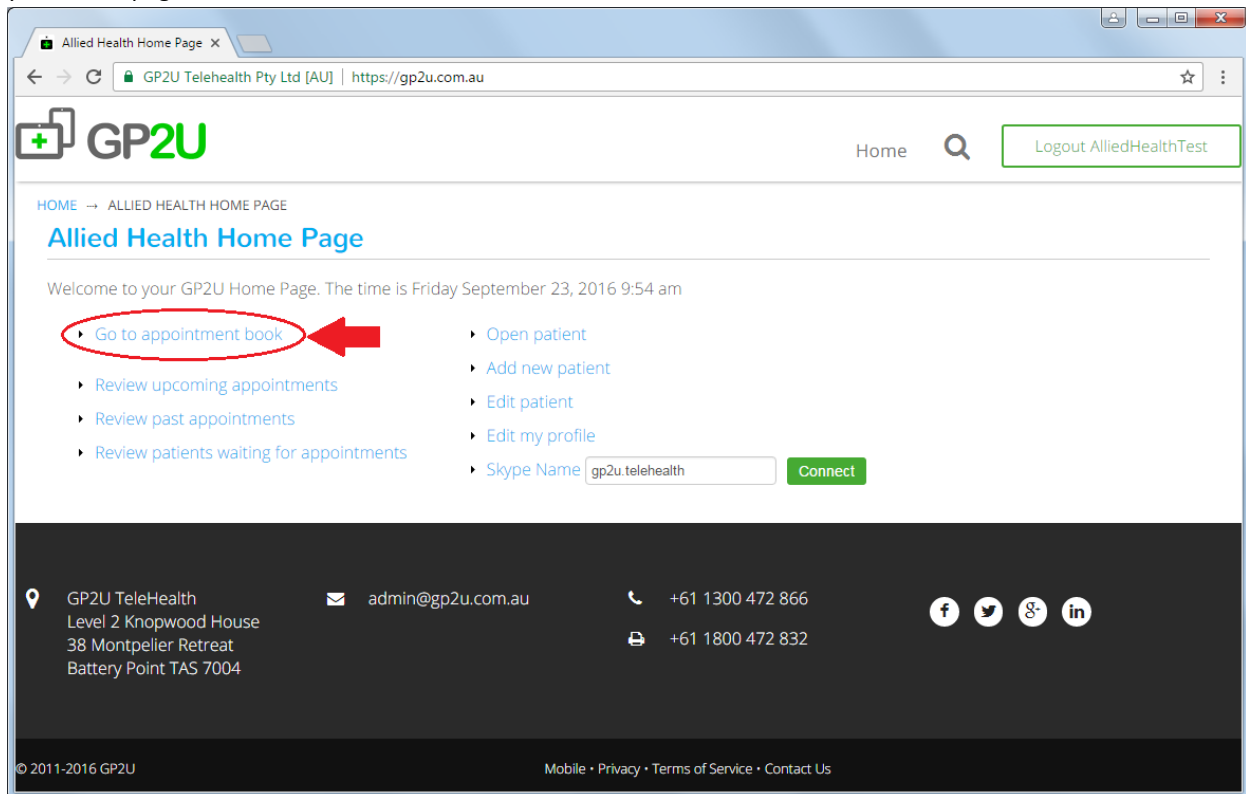 Allied Health Home Page
GP2U Telehealth Pty Ltd [AU] | https://gp2u.com.au
GP2U
Home
Logout AlliedHealthTest
HOME → ALLIED HEALTH HOME PAGE
Allied Health Home Page
Welcome to your GP2U Home Page. The time is Friday September 23, 2016 9:54 am
Go to appointment book
Review upcoming appointments
Review past appointments
Review patients waiting for appointments
Open patient
Add new patient
Edit patient
Edit my profile
Skype Name gp2u.telehealth Connect
GP2U TeleHealth
Level 2 Knopwood House
38 Montpelier Retreat
Battery Point TAS 7004
admin@gp2u.com.au
+61 1300 472 866
+61 1800 472 832
© 2011-2016 GP2U
Mobile • Privacy • Terms of Service • Contact Us